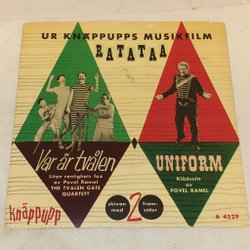 UR KNÄPPUPPS MUSIKFILM
RATATAA
Var är tvålen
Liten renlighets fox
av Povel Ramel
THE TVÅLEN GATE
QUARTETT
UNIFORM
Klädsnitt
av
POVEL RAMEL
knäppupp
skivan
med
2
fram-
sidor
A 4529